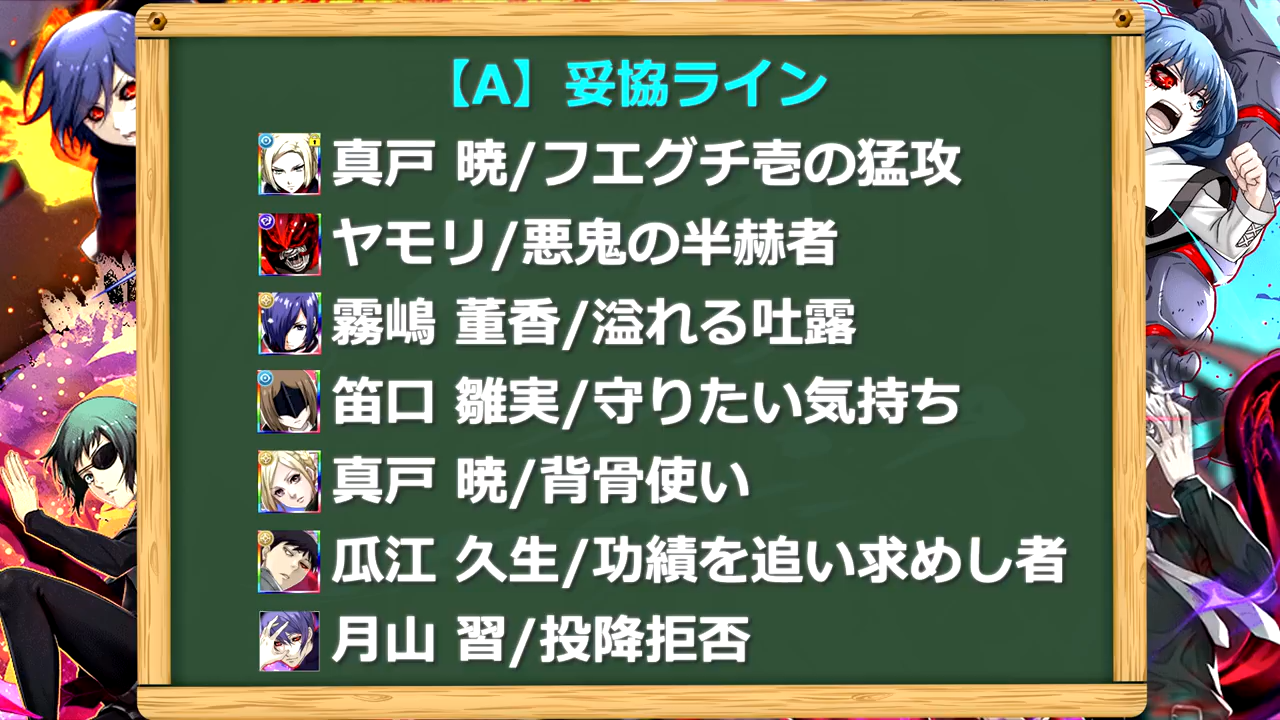 【A】妥協ライン
真戸 暁/フエグチ壱の猛攻
ヤモリ/悪鬼の半赫者
霧嶋 董香/溢れる吐露
笛口 雛実/守りたい気持ち
真戸 暁/背骨使い
瓜江 久生/功績を追い求めし者
月山 習/投降拒否